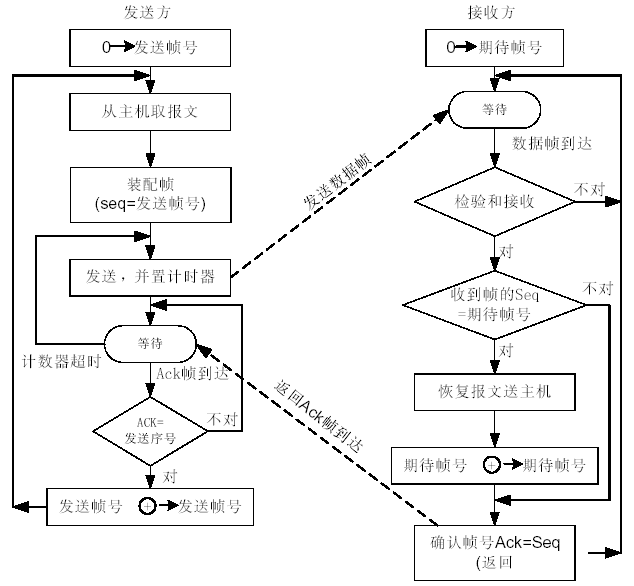 发送方
0→发送帧号
从主机取报文
装配帧
(seq=发送帧号)
发送，并置计时器
等待
计数器超时
Ack帧到达
ACK=
发送序号
不对
对
发送帧号 ⊕→发送帧号
发送数据帧
返回Ack帧到达
接收方
0→期待帧号
等待
数据帧到达
检验和接收
不对
对
收到帧的Seq
=期待帧号
不对
对
恢复报文送主机
期待帧号 ⊕→期待帧号
确认帧号Ack=Seq
(返回